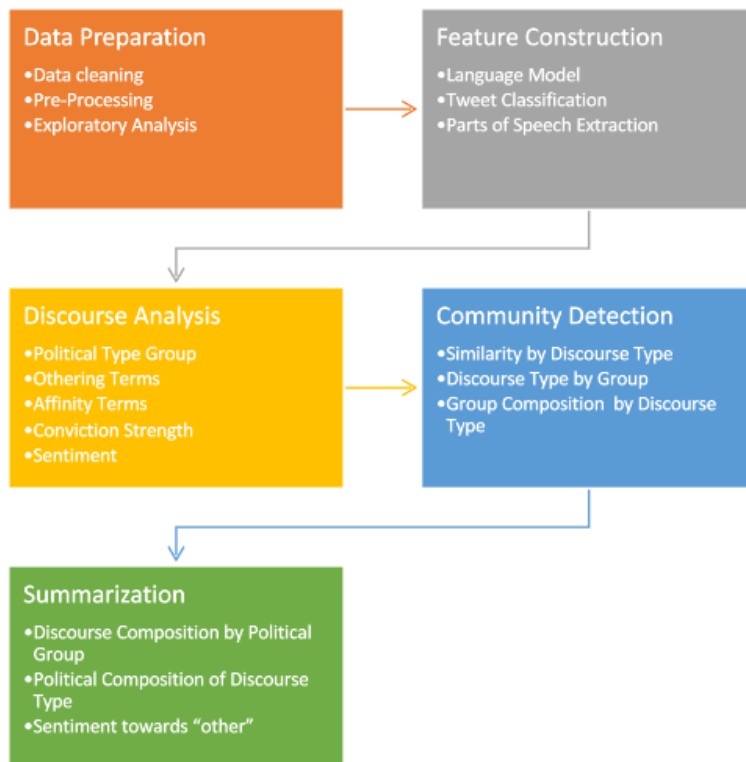 Data Preparation
•Data cleaning
•Pre-Processing
•Exploratory Analysis
Feature Construction
•Language Model
•Tweet Classification
•Parts of Speech Extraction
Discourse Analysis
•Political Type Group
•Othering Terms
•Affinity Terms
•Conviction Strength
•Sentiment
Community Detection
•Similarity by Discourse Type
•Discourse Type by Group
•Group Composition by Discourse
Type
Summarization
•Discourse Composition by Political
Group
•Political Composition of Discourse
Type
•Sentiment towards “other”